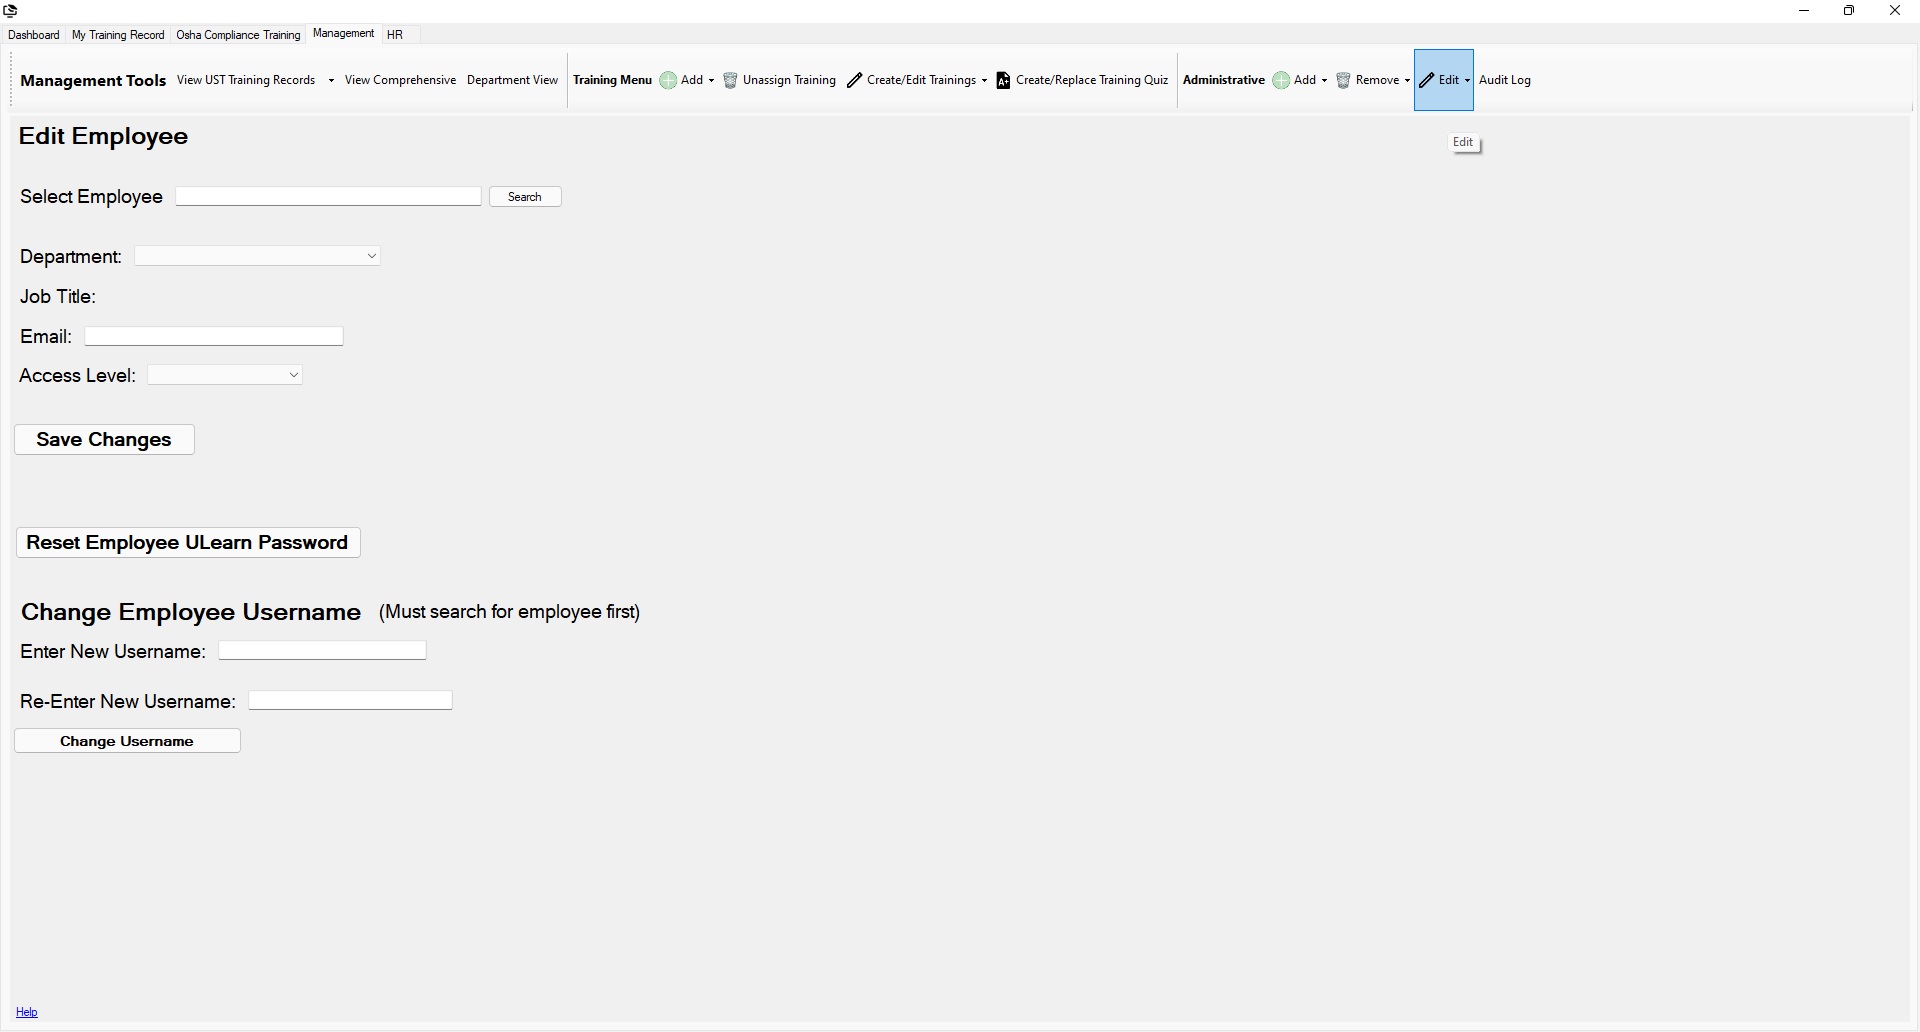 Dashboard My Training Record Osha Compliance Training Management HR
Management Tools View UST Training Records View Comprehensive Department View Training Menu Add Unassign Training Create/Edit Trainings A+ Create/Replace Training Quiz Administrative Add Remove Edit Audit Log
Edit Employee
Edit
Select Employee Search
Department:
Job Title:
Email:
Access Level:
Save Changes
Reset Employee ULearn Password
Change Employee Username (Must search for employee first)
Enter New Username:
Re-Enter New Username:
Change Username
Help